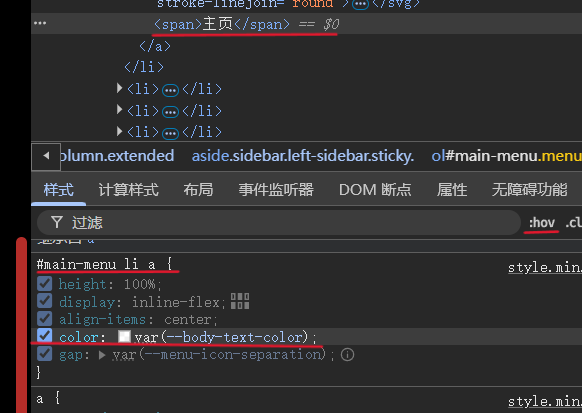 stroke-linejoin="round">…</svg>
… <span>主页</span> == $0
</a>
</li>
<li>…</li>
<li>…</li>
<li>…</li>
olumn.extended aside.sidebar.left-sidebar.sticky. ol#main-menu.menu
样式 计算样式 布局 事件监听器 DOM 断点 属性 无障碍功能
过滤 :hov .cl
继承自 a
#main-menu li a { style.min.
height: 100%;
display: inline-flex;
align-items: center;
color: var(--body-text-color);
gap: var(--menu-icon-separation);
}
a { style.min.